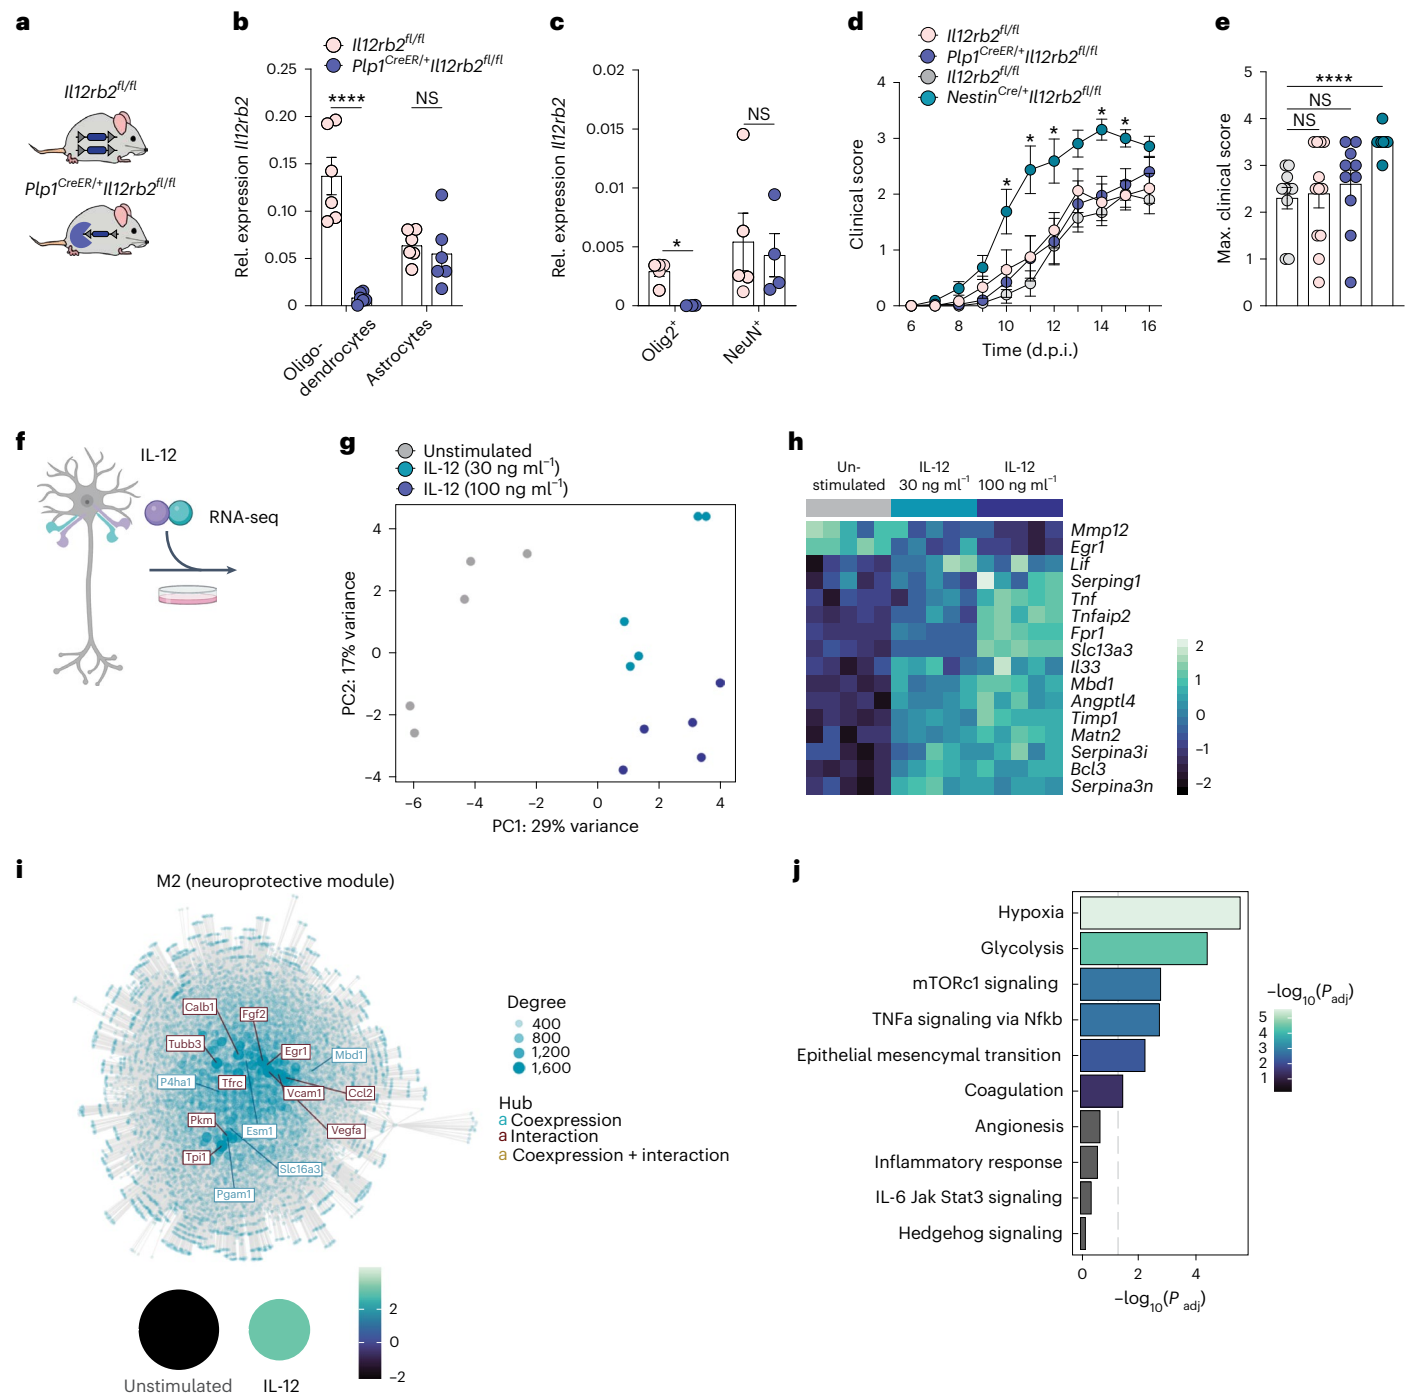 a
Il12rb2fl/fl
Plp1CreER/+Il12rb2fl/fl
b
Il12rb2fl/fl
Plp1CreER/+Il12rb2fl/fl
Rel. expression Il12rb2
0.25
0.20
0.15
0.10
0.05
0
****
NS
Oligo-
dendrocytes
Astrocytes
c
Rel. expression Il12rb2
0.02
0.015
0.01
0.005
0
*
NS
Olig2+
NeuN+
d
Il12rb2fl/fl
Plp1CreER/+Il12rb2fl/fl
Il12rb2fl/fl
NestinCre/+Il12rb2fl/fl
Clinical score
4
3
2
1
0
* * * * *
6 8 10 12 14 16
Time (d.p.i.)
e
Max. clinical score
5
4
3
2
1
0
****
NS
NS
f
IL-12
RNA-seq
g
Unstimulated
IL-12 (30 ng ml−1)
IL-12 (100 ng ml−1)
PC2: 17% variance
4
2
0
−2
−4
−6 −4 −2 0 2 4
PC1: 29% variance
h
Un-
stimulated
IL-12
30 ng ml−1
IL-12
100 ng ml−1
Mmp12
Egr1
Lif
Serping1
Tnf
Tnfaip2
Fpr1
Slc13a3
Il33
Mbd1
Angptl4
Timp1
Matn2
Serpina3i
Bcl3
Serpina3n
2
1
0
−1
−2
i
M2 (neuroprotective module)
Calb1
Fgf2
Tubb3
Egr1
Mbd1
P4ha1
Tfrc
Vcam1
Ccl2
Pkm
Esm1
Vegfa
Tpi1
Slc16a3
Pgam1
Degree
400
800
1,200
1,600
Hub
a Coexpression
a Interaction
a Coexpression + interaction
Unstimulated
IL-12
2
0
−2
j
Hypoxia
Glycolysis
mTORc1 signaling
TNFa signaling via Nfkb
Epithelial mesencymal transition
Coagulation
Angionesis
Inflammatory response
IL-6 Jak Stat3 signaling
Hedgehog signaling
0 2 4
−log10(P adj)
−log10(Padj)
5
4
3
2
1